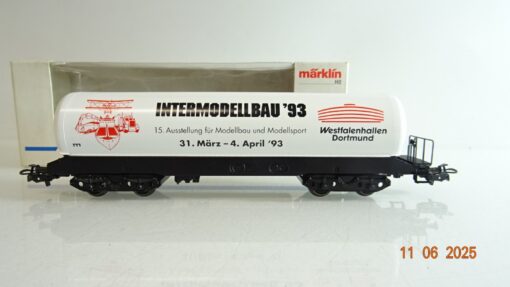 märklin
H0
INTERMODELLBAU '93
15. Ausstellung für Modellbau und Modellsport
31. März – 4. April '93
Westfalenhallen
Dortmund
11 06 2025